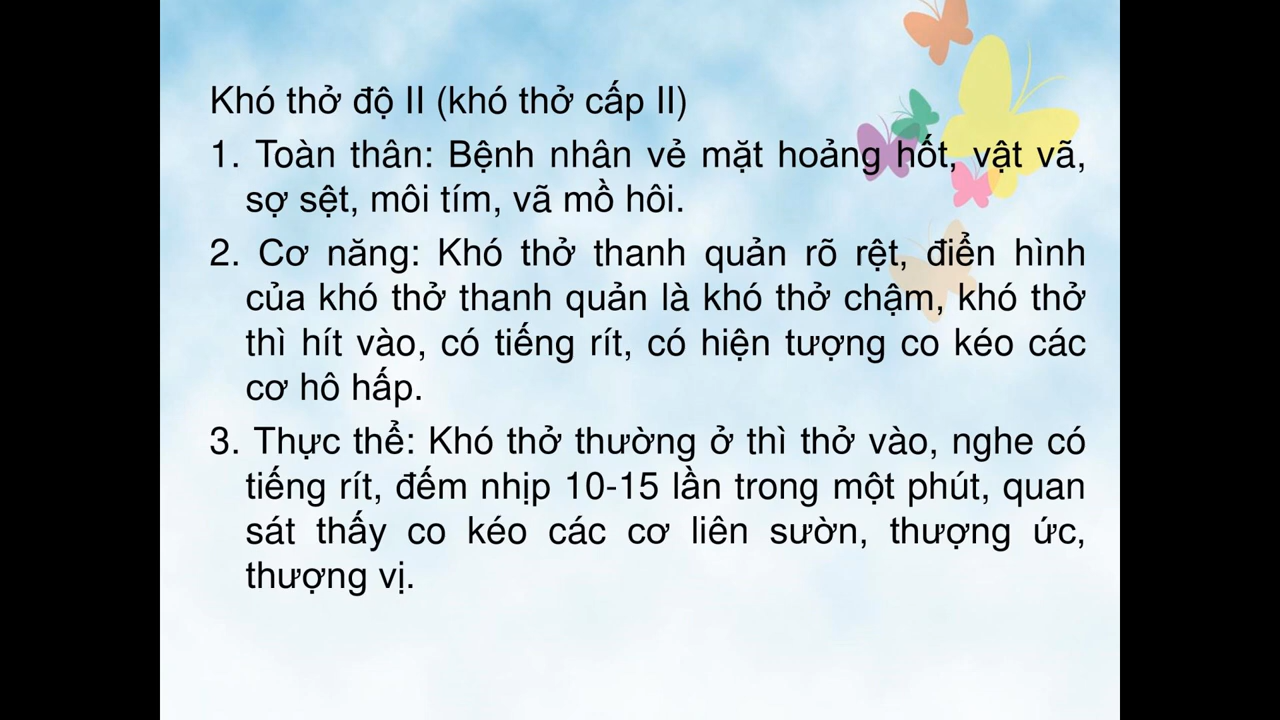 Khó thở độ II (khó thở cấp II)
1. Toàn thân: Bệnh nhân vẻ mặt hoảng hốt, vật vã,
sợ sệt, môi tím, vã mồ hôi.
2. Cơ năng: Khó thở thanh quản rõ rệt, điển hình
của khó thở thanh quản là khó thở chậm, khó thở
thì hít vào, có tiếng rít, có hiện tượng co kéo các
cơ hô hấp.
3. Thực thể: Khó thở thường ở thì thở vào, nghe có
tiếng rít, đếm nhịp 10-15 lần trong một phút, quan
sát thấy co kéo các cơ liên sườn, thượng ức,
thượng vị.